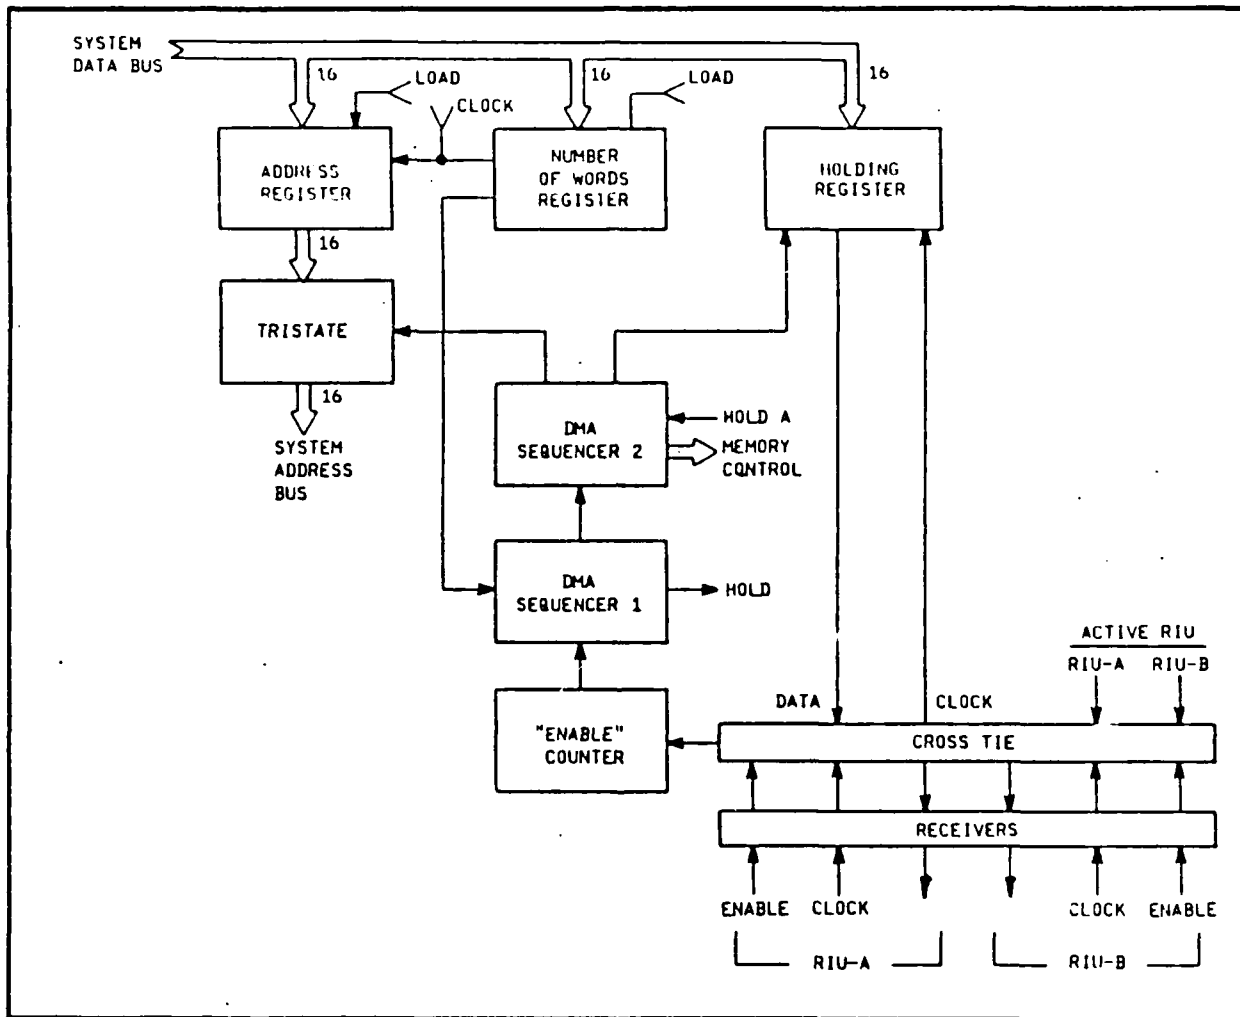 SYSTEM
DATA BUS
16
LOAD
CLOCK
16
LOAD
16
ADDRESS
REGISTER
NUMBER
OF WORDS
REGISTER
HOLDING
REGISTER
16
TRISTATE
16
SYSTEM
ADDRESS
BUS
DMA
SEQUENCER 2
HOLD A
MEMORY
CONTROL
DMA
SEQUENCER 1
HOLD
ACTIVE RIU
RIU-A RIU-B
"ENABLE"
COUNTER
DATA
CLOCK
CROSS TIE
RECEIVERS
ENABLE CLOCK
CLOCK ENABLE
RIU-A
RIU-B